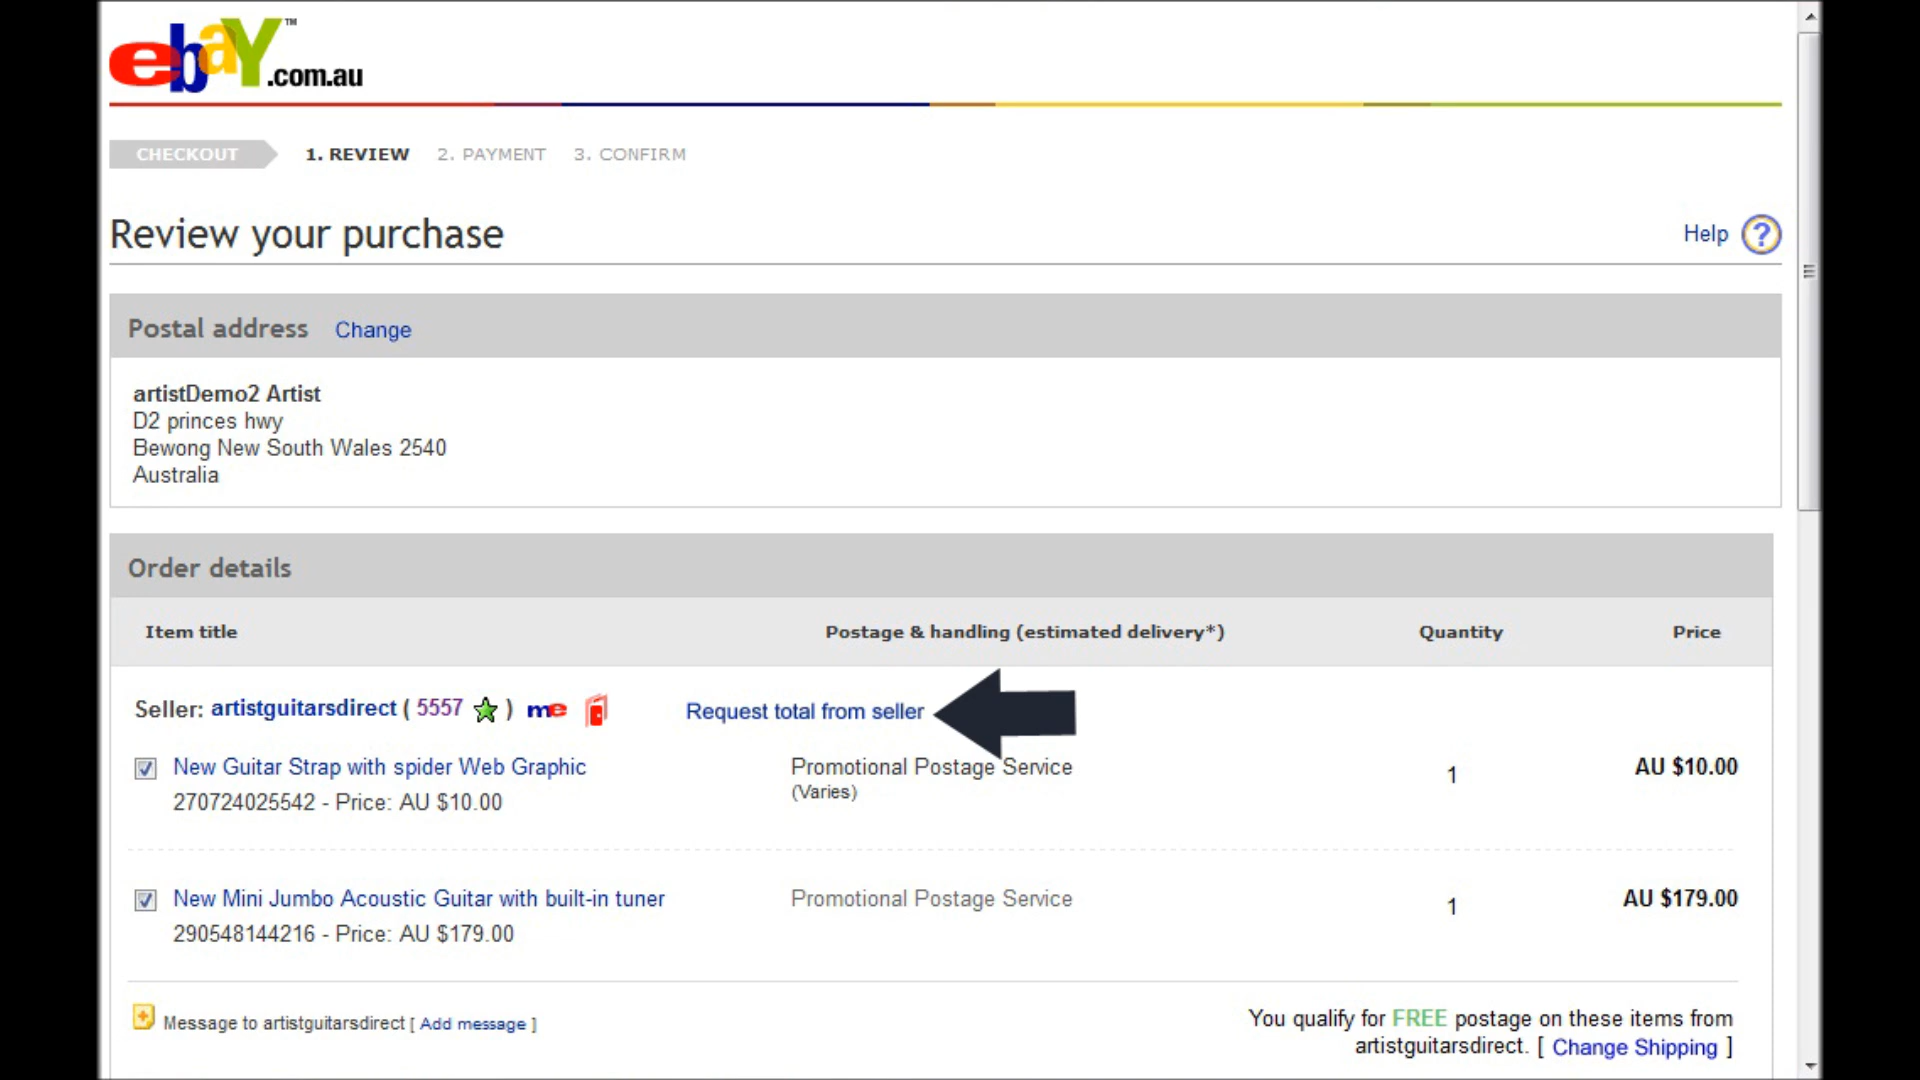 ebaY™.com.au
CHECKOUT 1. REVIEW 2. PAYMENT 3. CONFIRM
Review your purchase
Help ?
Postal address Change
artistDemo2 Artist
D2 princes hwy
Bewong New South Wales 2540
Australia
Order details
Item title Postage & handling (estimated delivery*) Quantity Price
Seller: artistguitarsdirect ( 5557 ) me Request total from seller
New Guitar Strap with spider Web Graphic Promotional Postage Service 1 AU $10.00
270724025542 - Price: AU $10.00 (Varies)
New Mini Jumbo Acoustic Guitar with built-in tuner Promotional Postage Service 1 AU $179.00
290548144216 - Price: AU $179.00
Message to artistguitarsdirect [ Add message ]
You qualify for FREE postage on these items from
artistguitarsdirect. [ Change Shipping ]